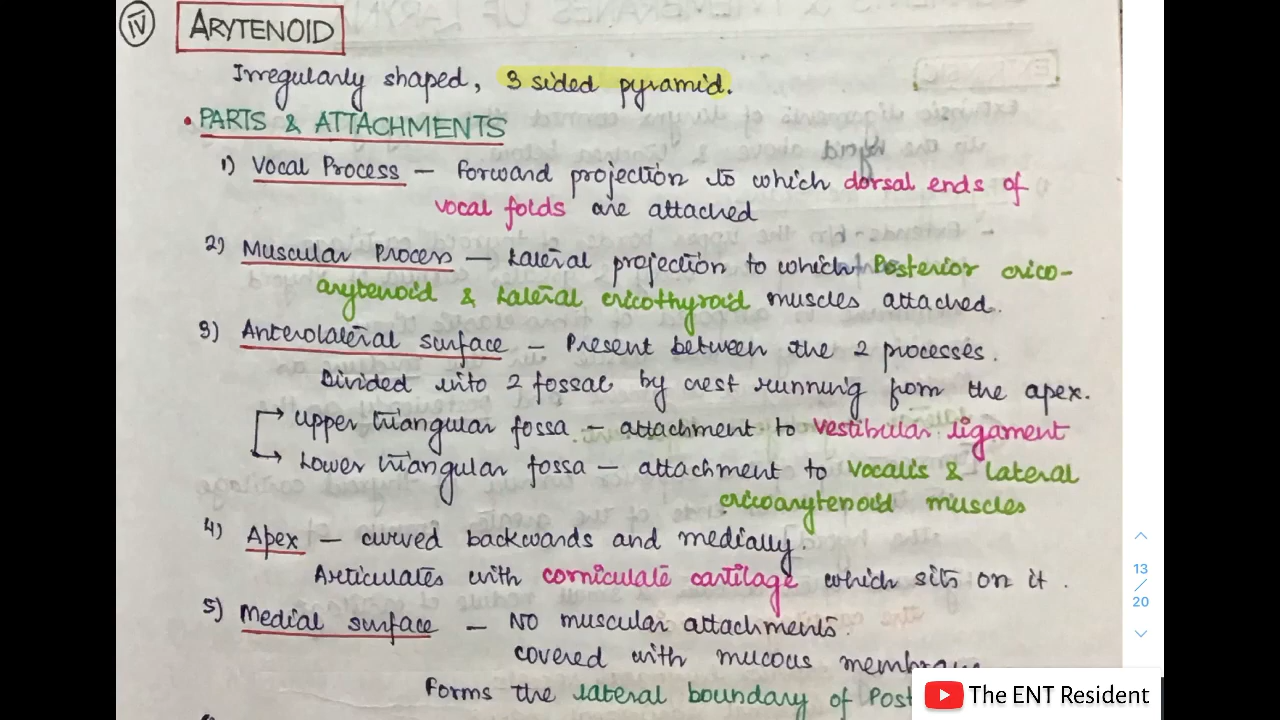 IV ARYTENOID
Irregularly shaped, 3 sided pyramid.
• PARTS & ATTACHMENTS
1) Vocal Process – forward projection to which dorsal ends of
vocal folds are attached
2) Muscular Process – Lateral projection to which Posterior crico-
arytenoid & Lateral cricothyroid muscles attached.
3) Anterolateral surface – Present between the 2 processes.
Divided into 2 fossae by crest running from the apex.
→ Upper triangular fossa – attachment to vestibular ligament
→ Lower triangular fossa – attachment to vocalis & lateral
cricoarytenoid muscles
4) Apex – curved backwards and medially.
Articulates with corniculate cartilage which sits on it.
5) Medial surface – No muscular attachments.
covered with mucous
Forms the lateral boundary of Post
13
/
20
The ENT Resident